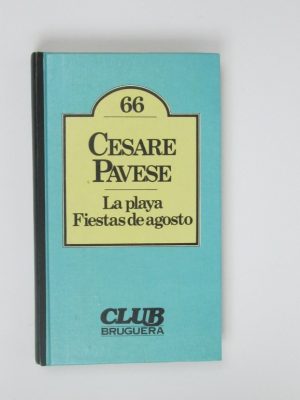 66
CESARE
PAVESE
La playa
Fiestas de agosto
CLUB
BRUGUERA